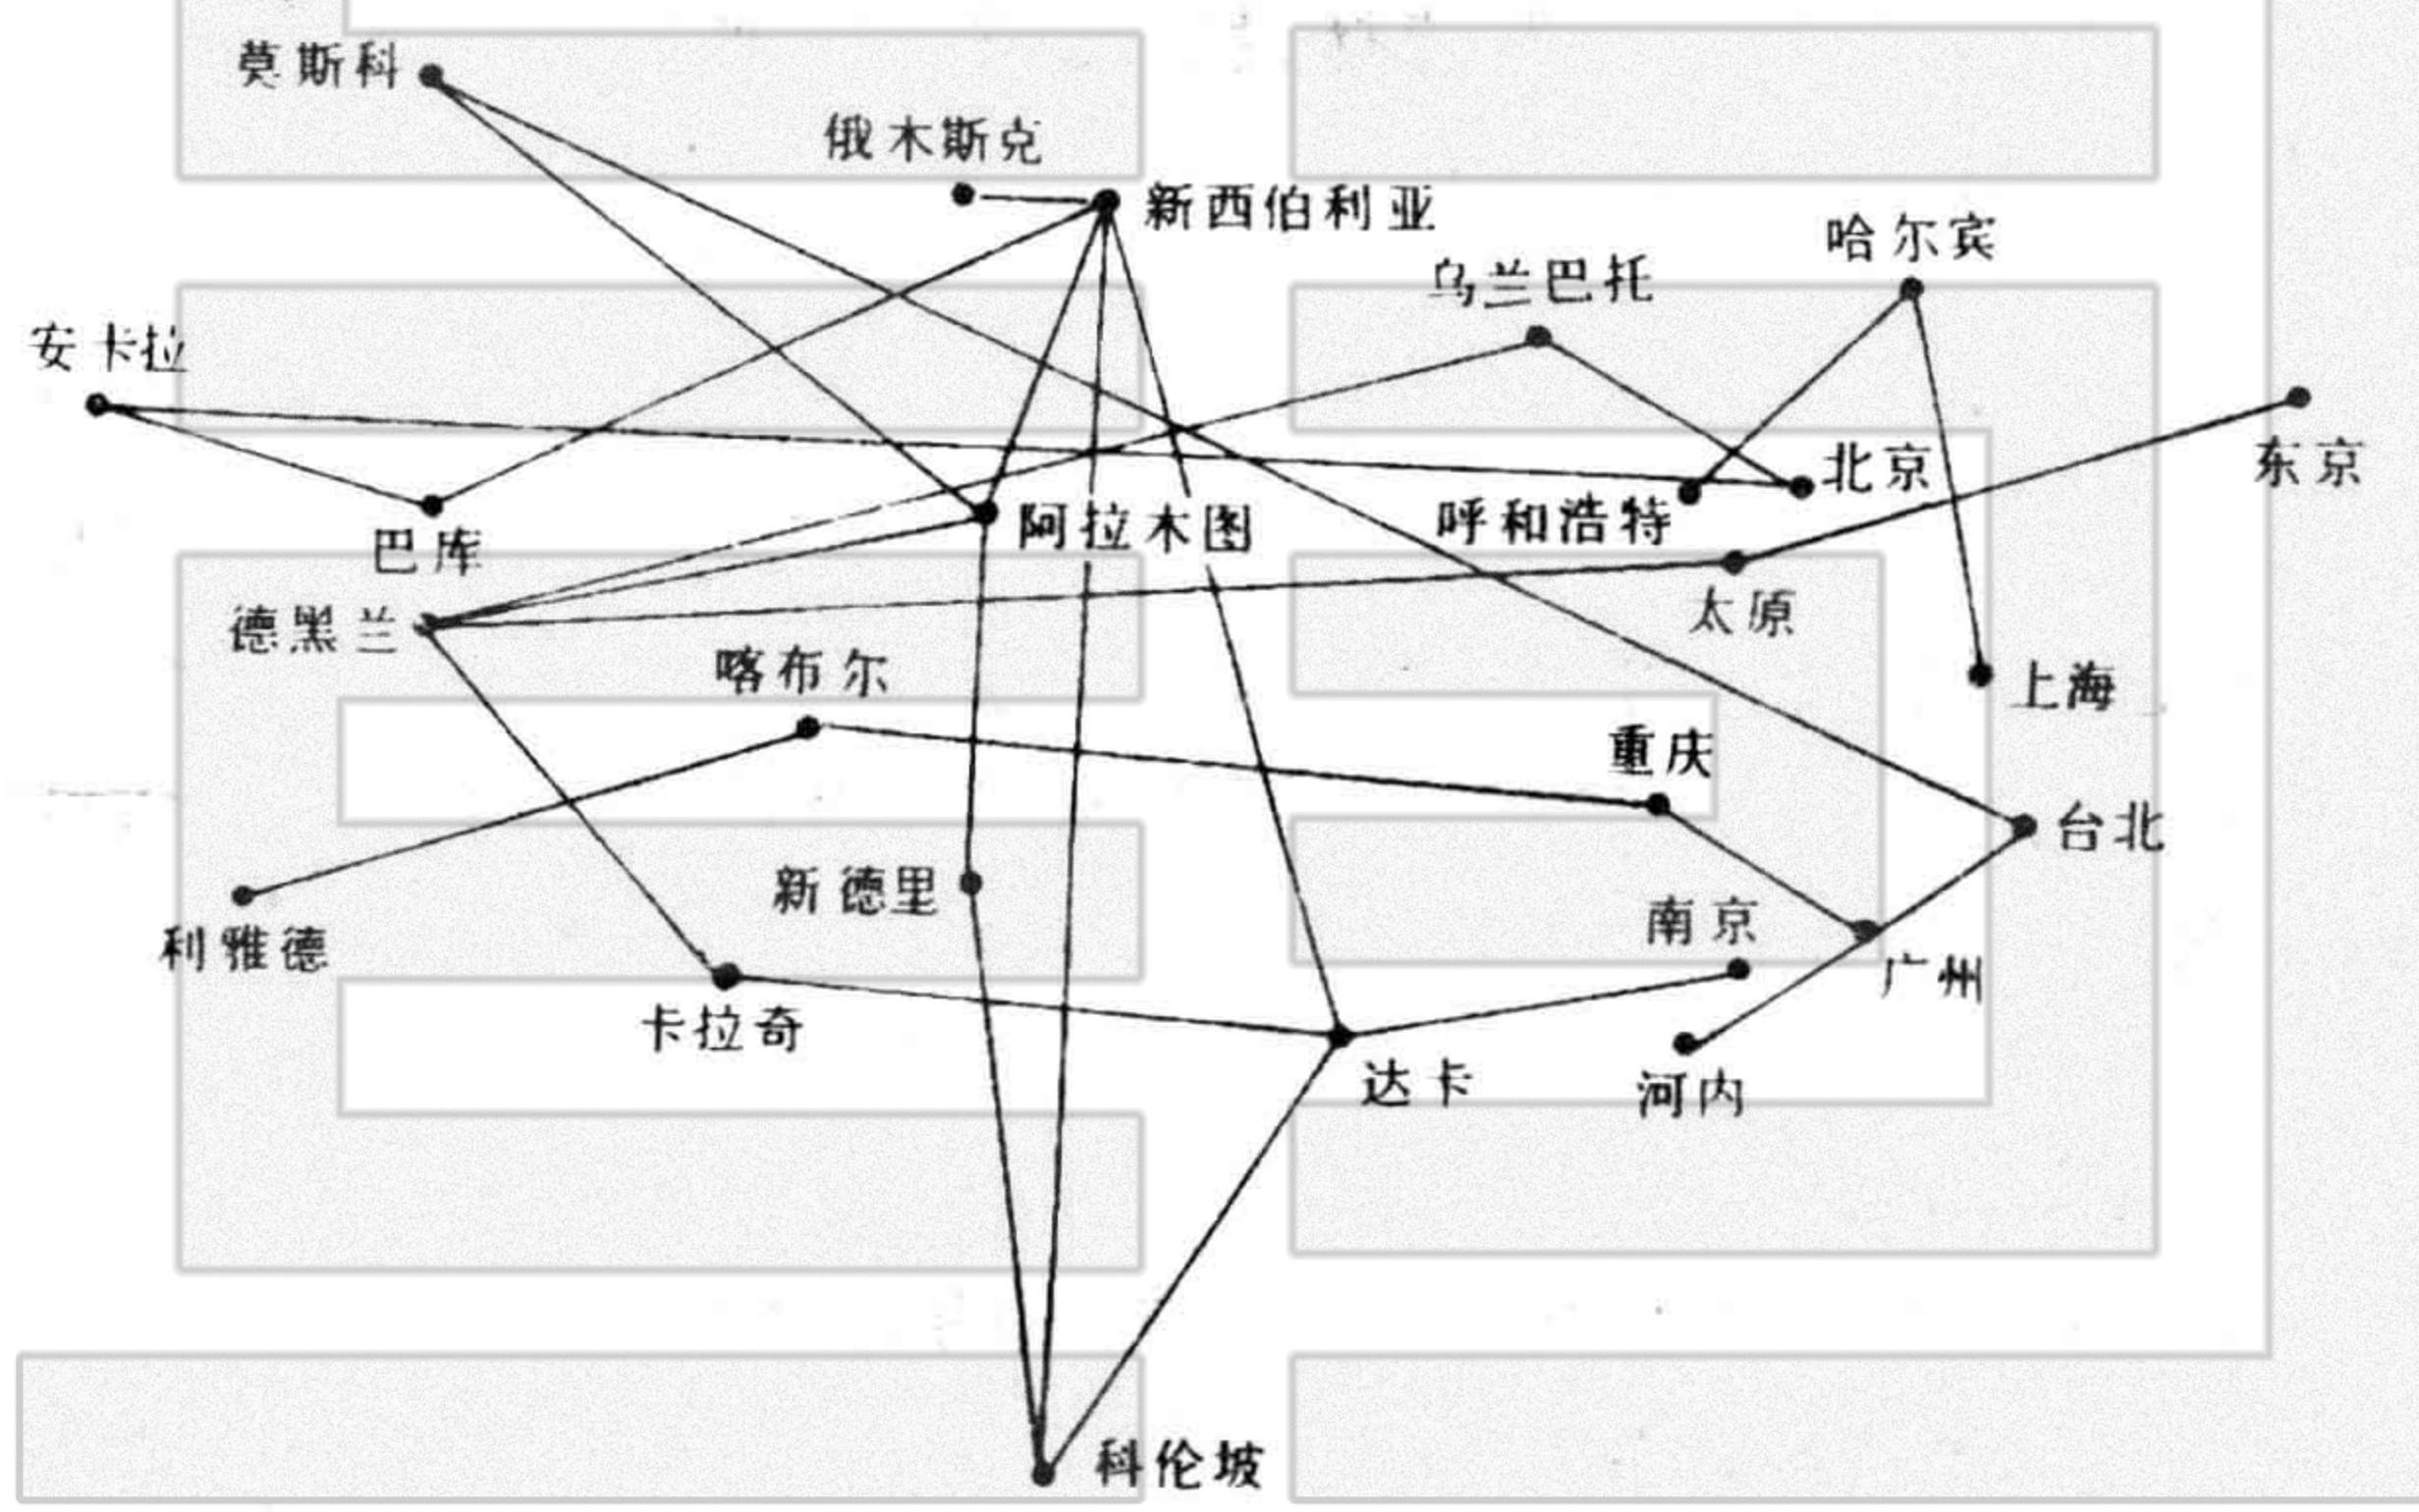 莫斯科
俄木斯克
新西伯利亚
哈尔宾
乌兰巴托
安卡拉
东京
北京
呼和浩特
阿拉木图
巴库
太原
德黑兰
喀布尔
上海
重庆
台北
新德里
南京
利雅德
广州
卡拉奇
达卡
河内
科伦坡